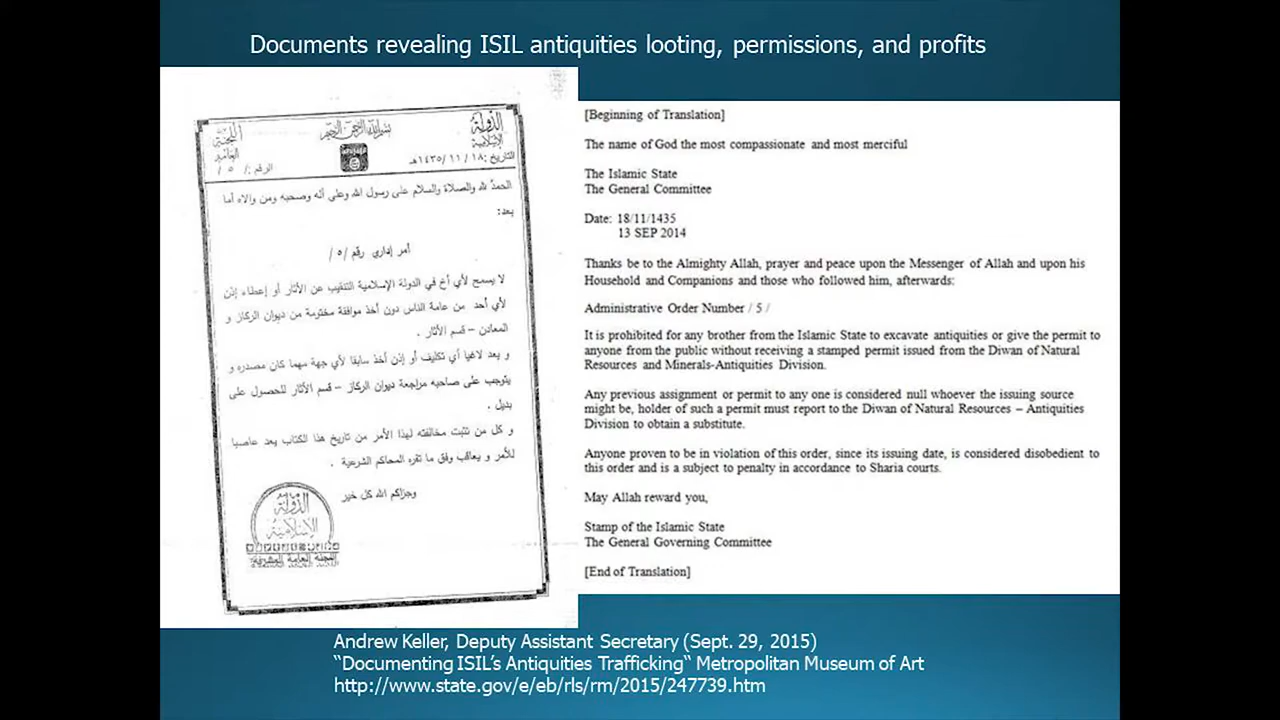 Documents revealing ISIL antiquities looting, permissions, and profits
الدولة
الإسلامية
بسم الله الرحمن الرحيم
اللجنة
العامة
التاريخ: ١٨ / ١١ / ١٤٣٥هـ
الرقم: / ٥ /
الحمد لله والصلاة والسلام على رسول الله وعلى آله وصحبه ومن والاه أما
بعد:
أمر إداري رقم /٥/
لا يسمح لأي أخ في الدولة الإسلامية التنقيب عن الآثار أو إعطاء إذن
لأي أحد من عامة الناس دون أخذ موافقة مختومة من ديوان الركاز و
المعادن – قسم الآثار .
و يعد لاغيا أي تكليف أو إذن أخذ سابقا لأي جهة مهما كان مصدره و
يتوجب على صاحبه مراجعة ديوان الركاز – قسم الآثار للحصول على
بديل .
و كل من تثبت مخالفته لهذا الأمر من تاريخ هذا الكتاب يعد عاصيا
للأمر و يعاقب وفق ما تقره المحاكم الشرعية .
وجزاكم الله كل خير
الدولة
الإسلامية
اللجنة العامة المشرفة
[Beginning of Translation]
The name of God the most compassionate and most merciful
The Islamic State
The General Committee
Date: 18/11/1435
13 SEP 2014
Thanks be to the Almighty Allah, prayer and peace upon the Messenger of Allah and upon his
Household and Companions and those who followed him, afterwards:
Administrative Order Number / 5 /
It is prohibited for any brother from the Islamic State to excavate antiquities or give the permit to
anyone from the public without receiving a stamped permit issued from the Diwan of Natural
Resources and Minerals-Antiquities Division.
Any previous assignment or permit to any one is considered null whoever the issuing source
might be, holder of such a permit must report to the Diwan of Natural Resources – Antiquities
Division to obtain a substitute.
Anyone proven to be in violation of this order, since its issuing date, is considered disobedient to
this order and is a subject to penalty in accordance to Sharia courts.
May Allah reward you,
Stamp of the Islamic State
The General Governing Committee
[End of Translation]
Andrew Keller, Deputy Assistant Secretary (Sept. 29, 2015)
“Documenting ISIL’s Antiquities Trafficking“ Metropolitan Museum of Art
http://www.state.gov/e/eb/rls/rm/2015/247739.htm